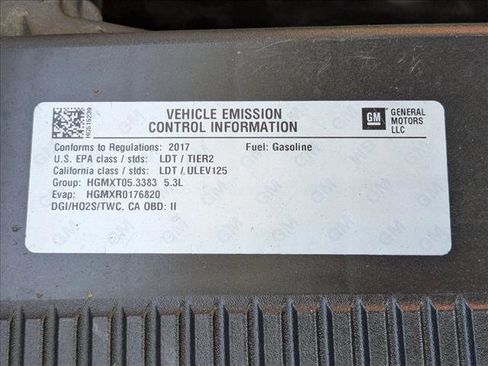 VEHICLE EMISSION
CONTROL INFORMATION
GM GENERAL
MOTORS
LLC
Conforms to Regulations: 2017 Fuel: Gasoline
U.S. EPA class / stds: LDT / TIER2
California class / stds: LDT / ULEV125
Group: HGMXT05.3383 5.3L
Evap: HGMXR0176820
DGI/HO2S/TWC, CA OBD: II